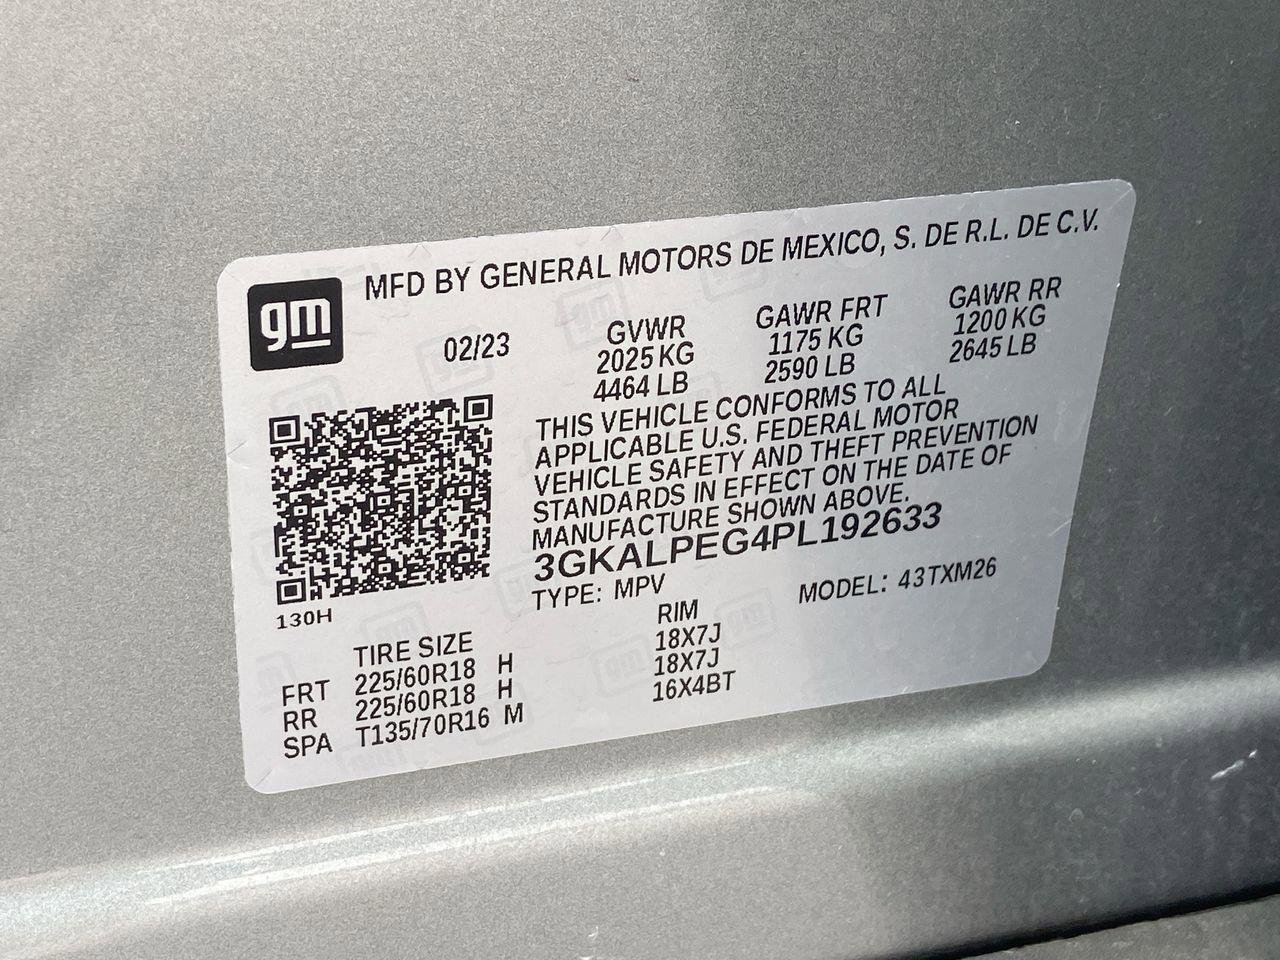 MFD BY GENERAL MOTORS DE MEXICO, S. DE R.L. DE C.V.
gm
02/23
GVWR GAWR FRT GAWR RR
2025 KG 1175 KG 1200 KG
4464 LB 2590 LB 2645 LB
THIS VEHICLE CONFORMS TO ALL
APPLICABLE U.S. FEDERAL MOTOR
VEHICLE SAFETY AND THEFT PREVENTION
STANDARDS IN EFFECT ON THE DATE OF
MANUFACTURE SHOWN ABOVE.
3GKALPEG4PL192633
TYPE: MPV MODEL: 43TXM26
130H
TIRE SIZE RIM
FRT 225/60R18 H 18X7J
RR 225/60R18 H 18X7J
SPA T135/70R16 M 16X4BT